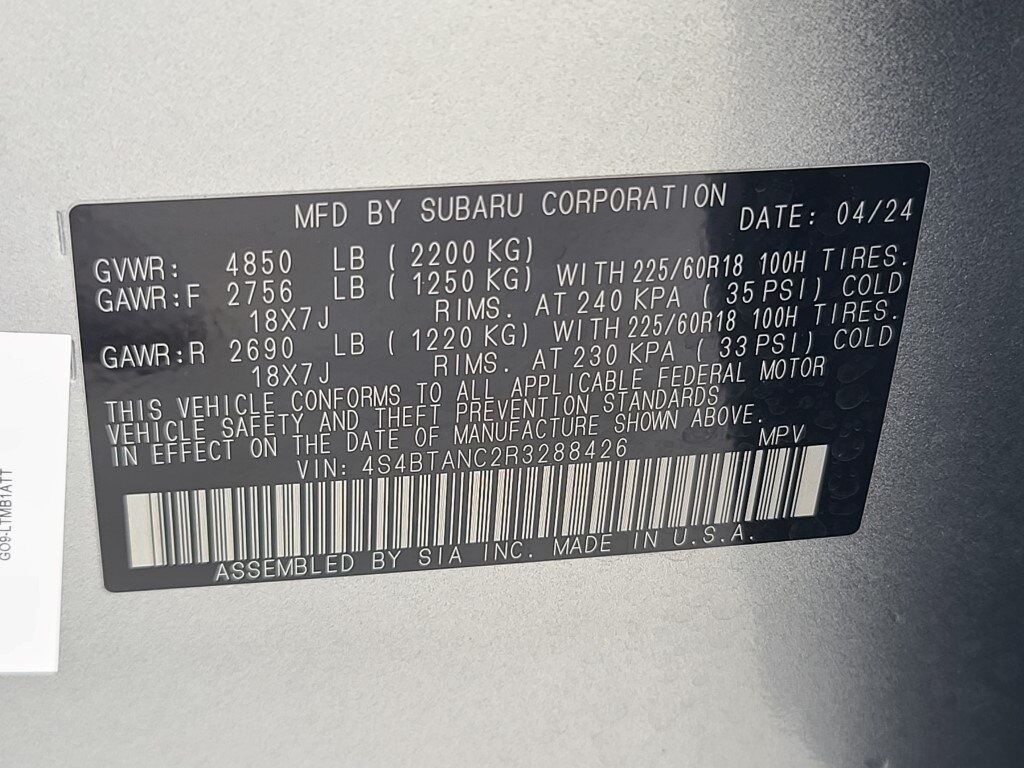 MFD BY SUBARU CORPORATION DATE: 04/24
GVWR: 4850 LB ( 2200 KG)
GAWR:F 2756 LB ( 1250 KG) WITH 225/60R18 100H TIRES.
18X7J RIMS. AT 240 KPA ( 35 PSI) COLD
GAWR:R 2690 LB ( 1220 KG) WITH 225/60R18 100H TIRES.
18X7J RIMS. AT 230 KPA ( 33 PSI) COLD
THIS VEHICLE CONFORMS TO ALL APPLICABLE FEDERAL MOTOR
VEHICLE SAFETY AND THEFT PREVENTION STANDARDS
IN EFFECT ON THE DATE OF MANUFACTURE SHOWN ABOVE.
VIN: 4S4BTANC2R3288426 MPV
ASSEMBLED BY SIA INC. MADE IN U.S.A.
GO9-LTMB1ATT